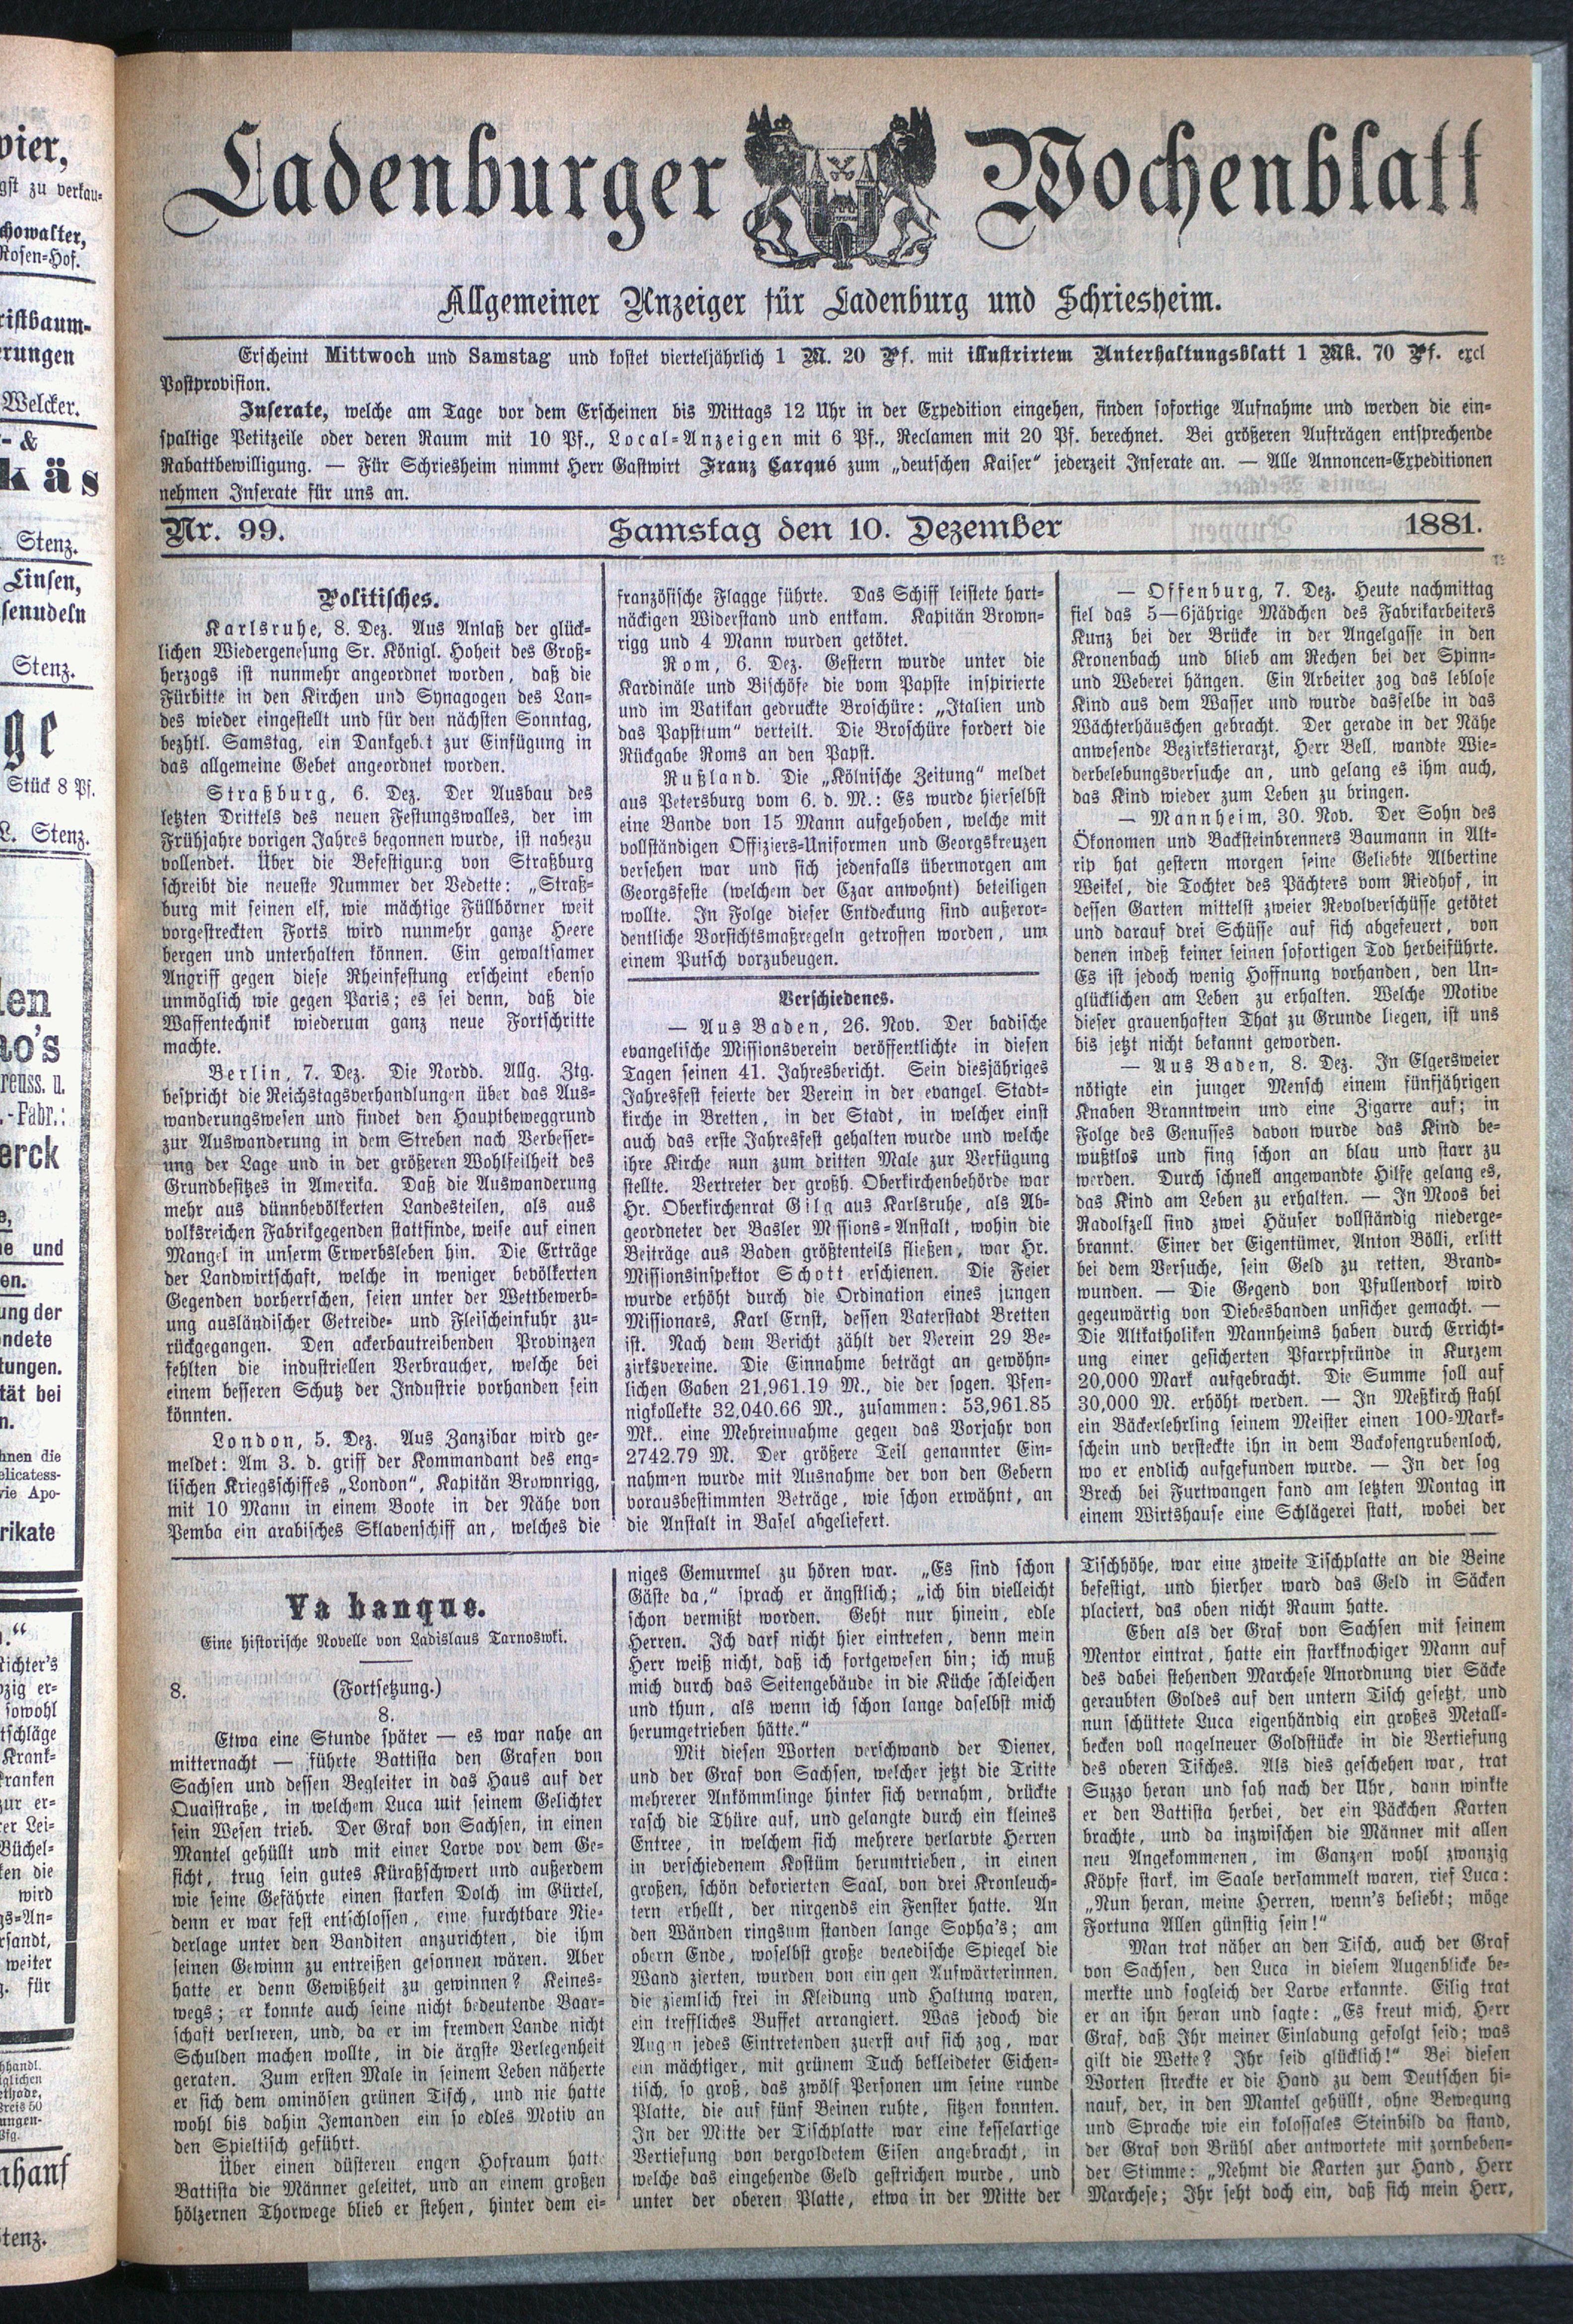 Ladenburger Wochenblatt
Allgemeiner Anzeiger für Ladenburg und Schriesheim.
Erscheint Mittwoch und Samstag und kostet vierteljährlich 1 M. 20 Pf. mit illustrirtem Unterhaltungsblatt 1 Mk. 70 Pf. excl
Postprovision.
Inserate, welche am Tage vor dem Erscheinen bis Mittags 12 Uhr in der Expedition eingehen, finden sofortige Aufnahme und werden die ein-
spaltige Petitzeile oder deren Raum mit 10 Pf., Local-Anzeigen mit 6 Pf., Reclamen mit 20 Pf. berechnet. Bei größeren Aufträgen entsprechende
Rabattbewilligung. — Für Schriesheim nimmt Herr Gastwirt Franz Carqué zum „deutschen Kaiser“ jederzeit Inserate an. — Alle Annoncen-Expeditionen
nehmen Inserate für uns an.
Nr. 99. Samstag den 10. Dezember 1881.
Politisches.
Karlsruhe, 8. Dez. Aus Anlaß der glück-
lichen Wiedergenesung Sr. Königl. Hoheit des Groß-
herzogs ist nunmehr angeordnet worden, daß die
Fürbitte in den Kirchen und Synagogen des Lan-
des wieder eingestellt und für den nächsten Sonntag,
bezhtl. Samstag, ein Dankgebet zur Einfügung in
das allgemeine Gebet angeordnet worden.
Straßburg, 6. Dez. Der Ausbau des
letzten Drittels des neuen Festungswalles, der im
Frühjahre vorigen Jahres begonnen wurde, ist nahezu
vollendet. Über die Befestigung von Straßburg
schreibt die neueste Nummer der Vedette: „Straß-
burg mit seinen elf, wie mächtige Füllbörner weit
vorgestreckten Forts wird nunmehr ganze Heere
bergen und unterhalten können. Ein gewaltsamer
Angriff gegen diese Rheinfestung erscheint ebenso
unmöglich wie gegen Paris; es sei denn, daß die
Waffentechnik wiederum ganz neue Fortschritte
machte.
Berlin, 7. Dez. Die Nordd. Allg. Ztg.
bespricht die Reichstagsverhandlungen über das Aus-
wanderungswesen und findet den Hauptbeweggrund
zur Auswanderung in dem Streben nach Verbesser-
ung der Lage und in der größeren Wohlfeilheit des
Grundbesitzes in Amerika. Daß die Auswanderung
mehr aus dünnbevölkerten Landesteilen, als aus
volksreichen Fabrikgegenden stattfinde, weise auf einen
Mangel in unserm Erwerbsleben hin. Die Erträge
der Landwirtschaft, welche in weniger bevölkerten
Gegenden vorherrschen, seien unter der Wettbewerb-
ung ausländischer Getreide- und Fleischeinfuhr zu-
rückgegangen. Den ackerbautreibenden Provinzen
fehlten die industriellen Verbraucher, welche bei
einem besseren Schutz der Industrie vorhanden sein
könnten.
London, 5. Dez. Aus Zanzibar wird ge-
meldet: Am 3. d. griff der Kommandant des eng-
lischen Kriegsschiffes „London“, Kapitän Brownrigg,
mit 10 Mann in einem Boote in der Nähe von
Pemba ein arabisches Sklavenschiff an, welches die
französische Flagge führte. Das Schiff leistete hart-
näckigen Widerstand und entkam. Kapitän Brown-
rigg und 4 Mann wurden getötet.
Rom, 6. Dez. Gestern wurde unter die
Kardinäle und Bischöfe die vom Papste inspirierte
und im Vatikan gedruckte Broschüre: „Italien und
das Papsttum“ verteilt. Die Broschüre fordert die
Rückgabe Roms an den Papst.
Rußland. Die „Kölnische Zeitung“ meldet
aus Petersburg vom 6. d. M.: Es wurde hierselbst
eine Bande von 15 Mann aufgehoben, welche mit
vollständigen Offiziers-Uniformen und Georgskreuzen
versehen war und sich jedenfalls übermorgen am
Georgsfeste (welchem der Czar anwohnt) beteiligen
wollte. In Folge dieser Entdeckung sind außeror-
dentliche Vorsichtsmaßregeln getroffen worden, um
einem Putsch vorzubeugen.
Verschiedenes.
— Aus Baden, 26. Nov. Der badische
evangelische Missionsverein veröffentlichte in diesen
Tagen seinen 41. Jahresbericht. Sein diesjähriges
Jahresfest feierte der Verein in der evangel. Stadt-
kirche in Bretten, in der Stadt, in welcher einst
auch das erste Jahresfest gehalten wurde und welche
ihre Kirche nun zum dritten Male zur Verfügung
stellte. Vertreter der großh. Oberkirchenbehörde war
Hr. Oberkirchenrat Gilg aus Karlsruhe, als Ab-
geordneter der Basler Missions-Anstalt, wohin die
Beiträge aus Baden größtenteils fließen, war Hr.
Missionsinspektor Schott erschienen. Die Feier
wurde erhöht durch die Ordination eines jungen
Missionars, Karl Ernst, dessen Vaterstadt Bretten
ist. Nach dem Bericht zählt der Verein 29 Be-
zirksvereine. Die Einnahme beträgt an gewöhn-
lichen Gaben 21,961.19 M., die der sogen. Pfen-
nigkollekte 32,040.66 M., zusammen: 53,961.85
Mk.. eine Mehreinnahme gegen das Vorjahr von
2742.79 M. Der größere Teil genannter Ein-
nahmen wurde mit Ausnahme der von den Gebern
vorausbestimmten Beträge, wie schon erwähnt, an
die Anstalt in Basel abgeliefert.
— Offenburg, 7. Dez. Heute nachmittag
fiel das 5—6jährige Mädchen des Fabrikarbeiters
Kunz bei der Brücke in der Angelgasse in den
Kronenbach und blieb am Rechen bei der Spinn-
und Weberei hängen. Ein Arbeiter zog das leblose
Kind aus dem Wasser und wurde dasselbe in das
Wächterhäuschen gebracht. Der gerade in der Nähe
anwesende Bezirkstierarzt, Herr Bell, wandte Wie-
derbelebungsversuche an, und gelang es ihm auch,
das Kind wieder zum Leben zu bringen.
— Mannheim, 30. Nov. Der Sohn des
Ökonomen und Backsteinbrenners Baumann in Alt-
rip hat gestern morgen seine Geliebte Albertine
Weikel, die Tochter des Pächters vom Riedhof, in
dessen Garten mittelst zweier Revolverschüsse getötet
und darauf drei Schüsse auf sich abgefeuert, von
denen indeß keiner seinen sofortigen Tod herbeiführte.
Es ist jedoch wenig Hoffnung vorhanden, den Un-
glücklichen am Leben zu erhalten. Welche Motive
dieser grauenhaften That zu Grunde liegen, ist uns
bis jetzt nicht bekannt geworden.
— Aus Baden, 8. Dez. In Elgersweier
nötigte ein junger Mensch einem fünfjährigen
Knaben Branntwein und eine Zigarre auf; in
Folge des Genusses davon wurde das Kind be-
wußtlos und fing schon an blau und starr zu
werden. Durch schnell angewandte Hilfe gelang es,
das Kind am Leben zu erhalten. — In Moos bei
Radolfzell sind zwei Häuser vollständig niederge-
brannt. Einer der Eigentümer, Anton Bölli, erlitt
bei dem Versuche, sein Geld zu retten, Brand-
wunden. — Die Gegend von Pfullendorf wird
gegeuwärtig von Diebesbanden unsicher gemacht. —
Die Altkatholiken Mannheims haben durch Erricht-
ung einer gesicherten Pfarrpfründe in Kurzem
20,000 Mark aufgebracht. Die Summe soll auf
30,000 M. erhöht werden. — In Meßkirch stahl
ein Bäckerlehrling seinem Meister einen 100-Mark-
schein und versteckte ihn in dem Backofengrubenloch,
wo er endlich aufgefunden wurde. — In der sog
Brech bei Furtwangen fand am letzten Montag in
einem Wirtshause eine Schlägerei statt, wobei der
Va banque.
Eine historische Novelle von Ladislaus Tarnoswki.
8. (Fortsetzung.)
8.
Etwa eine Stunde später — es war nahe an
mitternacht — führte Battista den Grafen von
Sachsen und dessen Begleiter in das Haus auf der
Quaistraße, in welchem Luca mit seinem Gelichter
sein Wesen trieb. Der Graf von Sachsen, in einen
Mantel gehüllt und mit einer Larve vor dem Ge-
sicht, trug sein gutes Küraßschwert und außerdem
wie seine Gefährte einen starken Dolch im Gürtel,
denn er war fest entschlossen, eine furchtbare Nie-
derlage unter den Banditen anzurichten, die ihm
seinen Gewinn zu entreißen gesonnen wären. Aber
hatte er denn Gewißheit zu gewinnen? Keines-
wegs; er konnte auch seine nicht bedeutende Baar-
schaft verlieren, und, da er im fremden Lande nicht
Schulden machen wollte, in die ärgste Verlegenheit
geraten. Zum ersten Male in seinem Leben näherte
er sich dem ominösen grünen Tisch, und nie hatte
wohl bis dahin Jemanden ein so edles Motiv an
den Spieltisch geführt.
Über einen düsteren engen Hofraum hatte
Battista die Männer geleitet, und an einem großen
hölzernen Thorwege blieb er stehen, hinter dem ei-
niges Gemurmel zu hören war. „Es sind schon
Gäste da,“ sprach er ängstlich; „ich bin vielleicht
schon vermißt worden. Geht nur hinein, edle
Herren. Ich darf nicht hier eintreten, denn mein
Herr weiß nicht, daß ich fortgewesen bin; ich muß
mich durch das Seitengebäude in die Küche schleichen
und thun, als wenn ich schon lange daselbst mich
herumgetrieben hätte.“
Mit diesen Worten verschwand der Diener,
und der Graf von Sachsen, welcher jetzt die Tritte
mehrerer Ankömmlinge hinter sich vernahm, drückte
rasch die Thüre auf, und gelangte durch ein kleines
Entree, in welchem sich mehrere verlarvte Herren
in verschiedenem Kostüm herumtrieben, in einen
großen, schön dekorierten Saal, von drei Kronleuch-
tern erhellt, der nirgends ein Fenster hatte. An
den Wänden ringsum standen lange Sopha's; am
obern Ende, woselbst große venedische Spiegel die
Wand zierten, wurden von einigen Aufwärterinnen.
die ziemlich frei in Kleidung und Haltung waren,
ein treffliches Buffet arrangiert. Was jedoch die
Augen jedes Eintretenden zuerst auf sich zog, war
ein mächtiger, mit grünem Tuch bekleideter Eichen-
tisch, so groß, das zwölf Personen um seine runde
Platte, die auf fünf Beinen ruhte, sitzen konnten.
In der Mitte der Tischplatte war eine kesselartige
Vertiefung von vergoldetem Eisen angebracht, in
welche das eingehende Geld gestrichen wurde, und
unter der oberen Platte, etwa in der Mitte der
Tischhöhe, war eine zweite Tischplatte an die Beine
befestigt, und hierher ward das Geld in Säcken
placiert, das oben nicht Raum hatte.
Eben als der Graf von Sachsen mit seinem
Mentor eintrat, hatte ein starkknochiger Mann auf
des dabei stehenden Marchese Anordnung vier Säcke
geraubten Goldes auf den untern Tisch gesetzt, und
nun schüttete Luca eigenhändig ein großes Metall-
becken voll nagelneuer Goldstücke in die Vertiefung
des oberen Tisches. Als dies geschehen war, trat
Suzzo heran und sah nach der Uhr, dann winkte
er den Battista herbei, der ein Päckchen Karten
brachte, und da inzwischen die Männer mit allen
neu Angekommenen, im Ganzen wohl zwanzig
Köpfe stark, im Saale versammelt waren, rief Luca:
„Nun heran, meine Herren, wenn's beliebt; möge
Fortuna Allen günstig sein!“
Man trat näher an den Tisch, auch der Graf
von Sachsen, den Luca in diesem Augenblicke be-
merkte und sogleich der Larve erkannte. Eilig trat
er an ihn heran und sagte: „Es freut mich, Herr
Graf, daß Ihr meiner Einladung gefolgt seid; was
gilt die Wette? Ihr seid glücklich!“ Bei diesen
Worten streckte er die Hand zu dem Deutschen hi-
nauf, der, in den Mantel gehüllt, ohne Bewegung
und Sprache wie ein kolossales Steinbild da stand,
der Graf von Brühl aber antwortete mit zornbeben-
der Stimme: „Nehmt die Karten zur Hand, Herr
Marchese; Ihr seht doch ein, daß sich mein Herr,